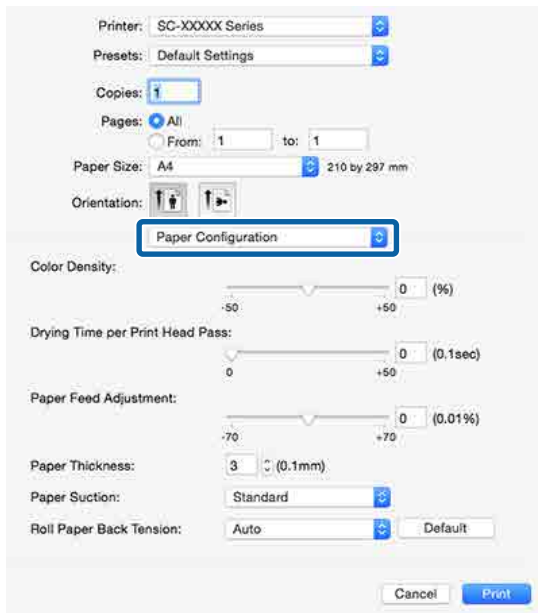 Printer: SC-XXXXX Series
Presets: Default Settings
Copies: 1
Pages: All
From: 1 to: 1
Paper Size: A4 210 by 297 mm
Orientation:
Paper Configuration
Color Density:
0 (%)
-50 +50
Drying Time per Print Head Pass:
0 (0.1sec)
0 +50
Paper Feed Adjustment:
0 (0.01%)
-70 +70
Paper Thickness: 3 (0.1mm)
Paper Suction: Standard
Roll Paper Back Tension: Auto Default
Cancel Print